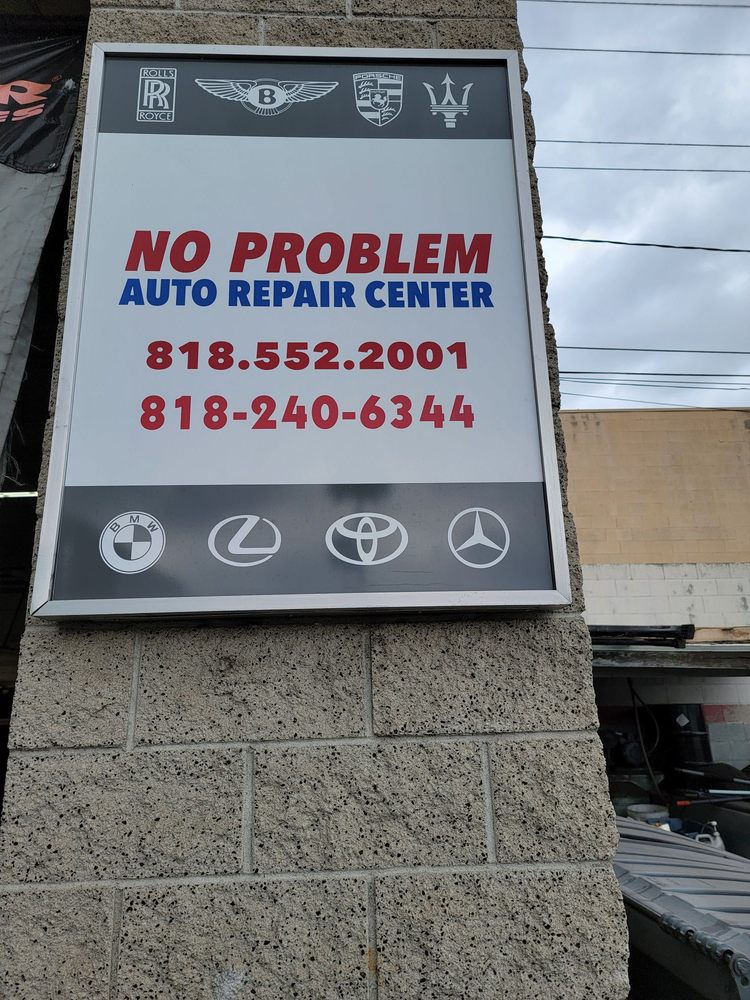 ROLLS
RR
ROYCE
B
PORSCHE
NO PROBLEM
AUTO REPAIR CENTER
818.552.2001
818-240-6344
BMW